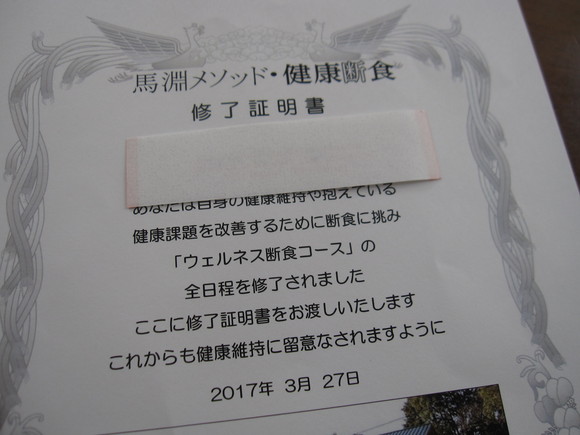 馬淵メソッド・健康断食
修了証明書
あなたは自身の健康維持や抱えている
健康課題を改善するために断食に挑み
「ウェルネス断食コース」の
全日程を修了されました
ここに修了証明書をお渡しいたします
これからも健康維持に留意なされますように
2017年 3月 27日